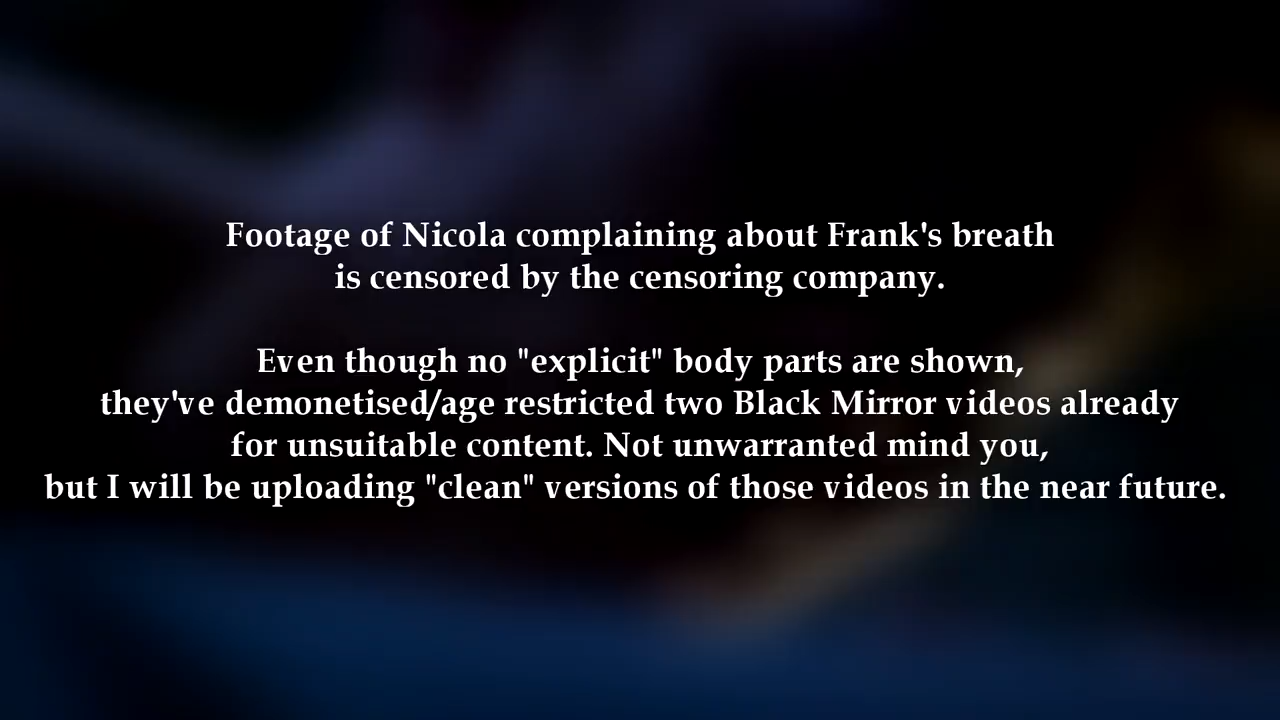 Footage of Nicola complaining about Frank's breath
is censored by the censoring company.
Even though no "explicit" body parts are shown,
they've demonetised/age restricted two Black Mirror videos already
for unsuitable content. Not unwarranted mind you,
but I will be uploading "clean" versions of those videos in the near future.